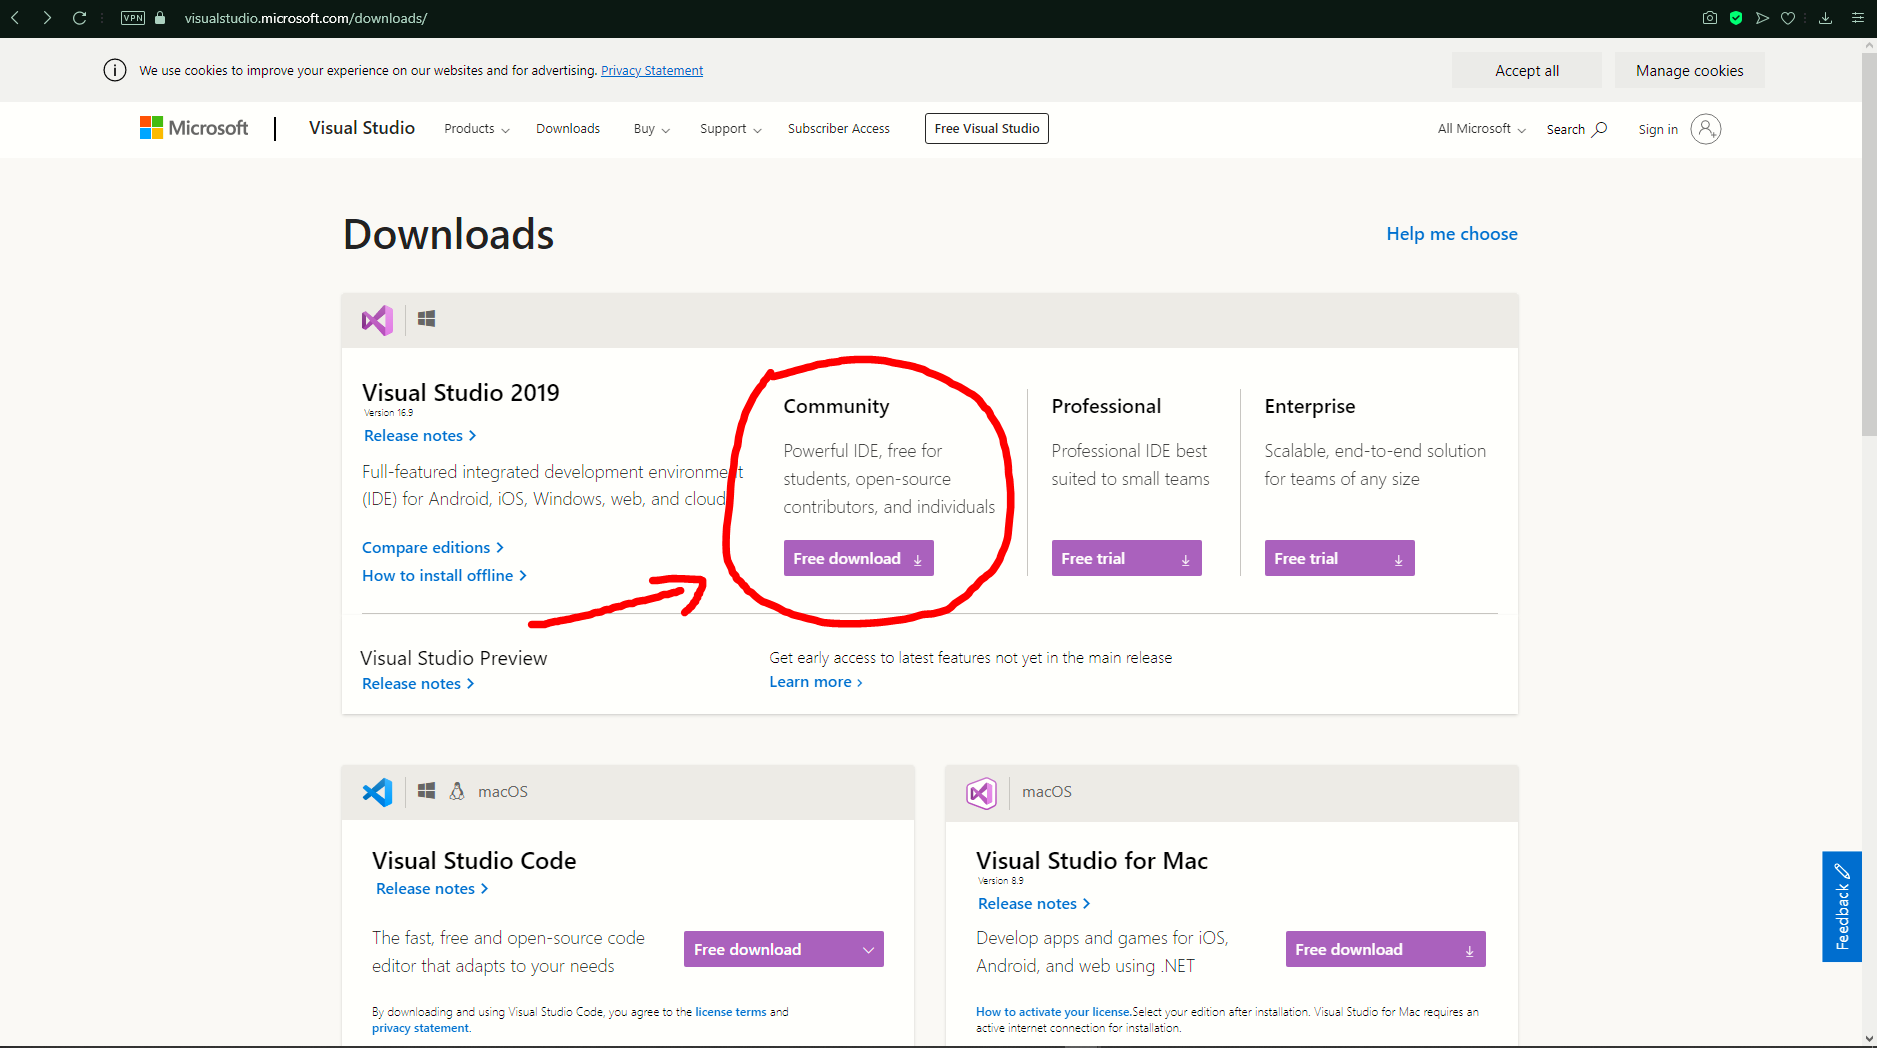 VPN
visualstudio.microsoft.com/downloads/
We use cookies to improve your experience on our websites and for advertising. Privacy Statement
Accept all
Manage cookies
Microsoft
Visual Studio
Products
Downloads
Buy
Support
Subscriber Access
Free Visual Studio
All Microsoft
Search
Sign in
Downloads
Help me choose
Visual Studio 2019
Version 16.9
Release notes
Full-featured integrated development environment
(IDE) for Android, iOS, Windows, web, and cloud
Compare editions
How to install offline
Community
Powerful IDE, free for
students, open-source
contributors, and individuals
Free download
Professional
Professional IDE best
suited to small teams
Free trial
Enterprise
Scalable, end-to-end solution
for teams of any size
Free trial
Visual Studio Preview
Release notes
Get early access to latest features not yet in the main release
Learn more
macOS
Visual Studio Code
Release notes
The fast, free and open-source code
editor that adapts to your needs
Free download
By downloading and using Visual Studio Code, you agree to the license terms and
privacy statement.
macOS
Visual Studio for Mac
Version 8.9
Release notes
Develop apps and games for iOS,
Android, and web using .NET
Free download
How to activate your license.Select your edition after installation. Visual Studio for Mac requires an
active internet connection for installation.
Feedback